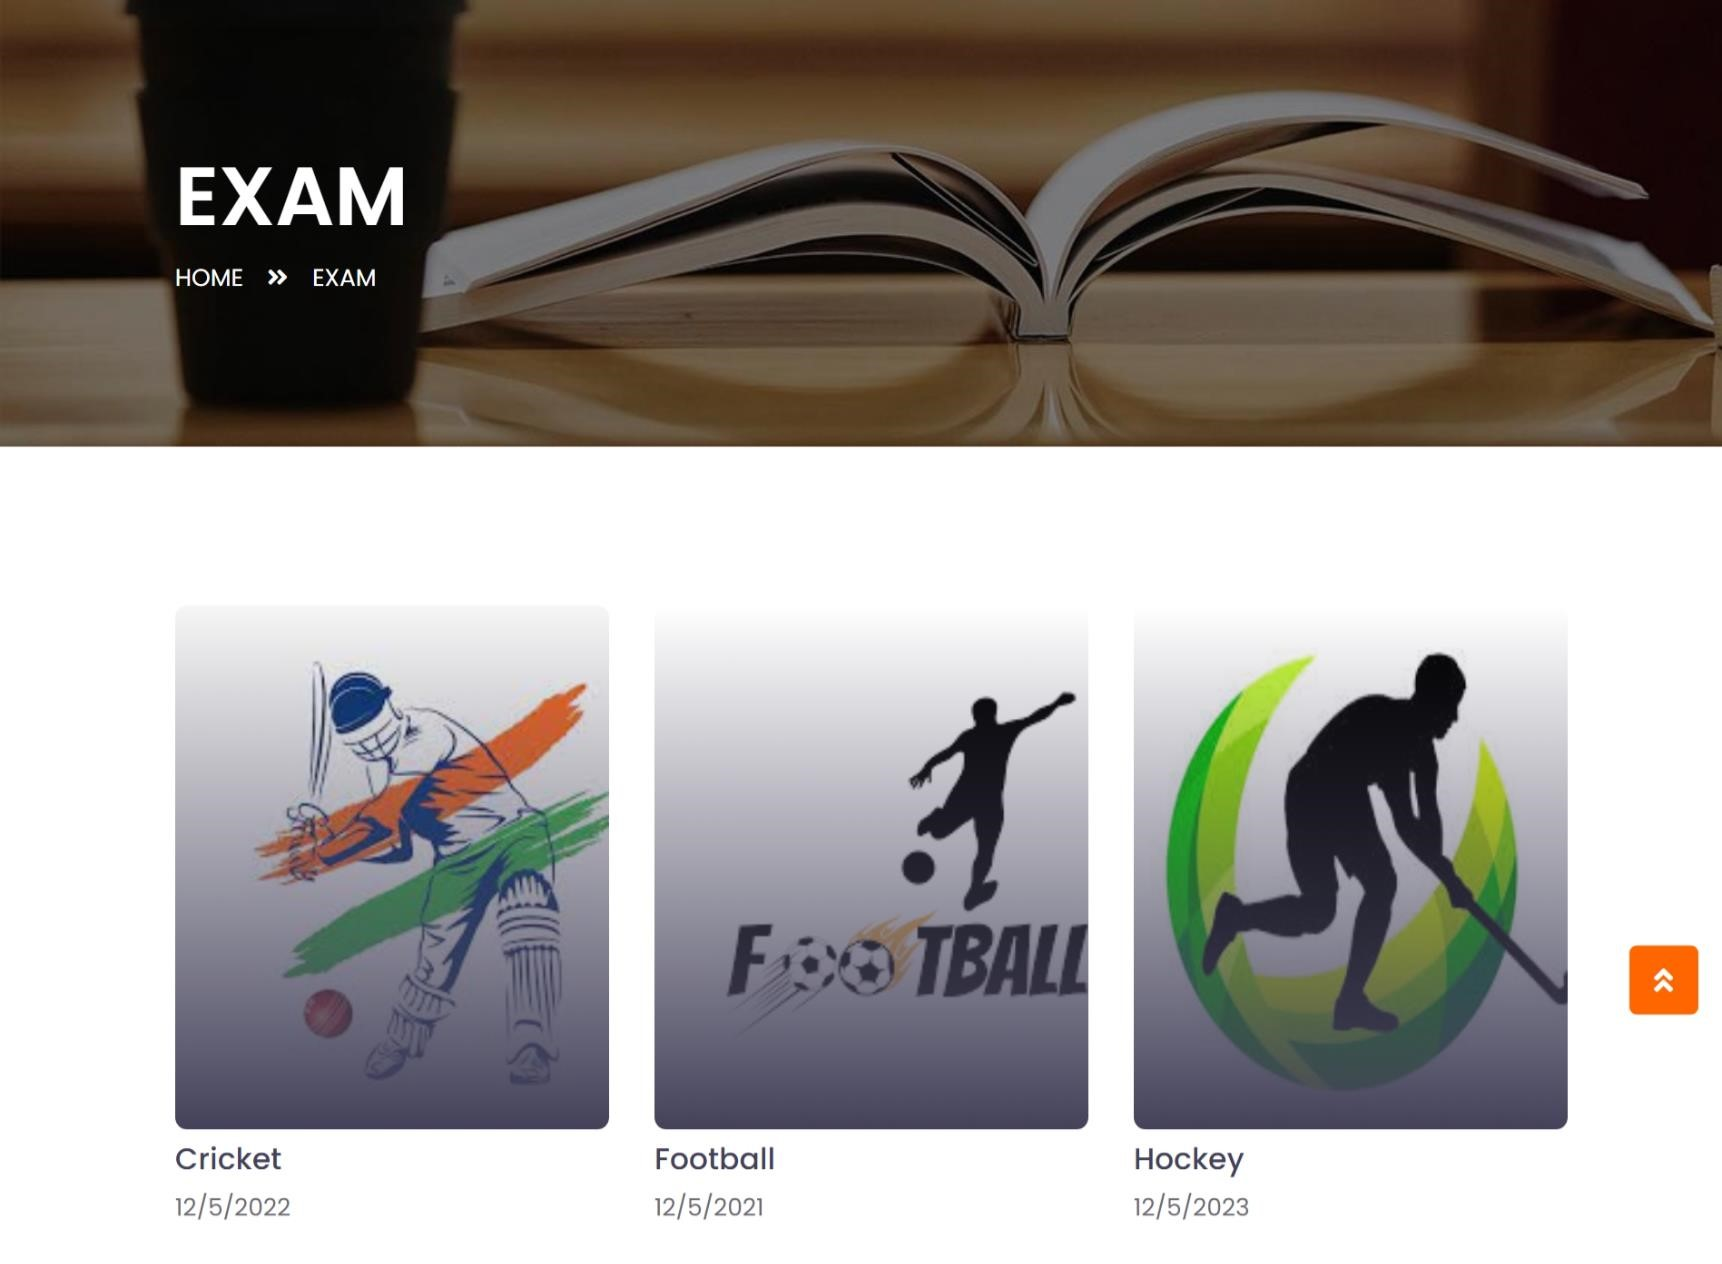 EXAM
HOME » EXAM
FOOTBALL
Cricket
Football
Hockey
12/5/2022
12/5/2021
12/5/2023